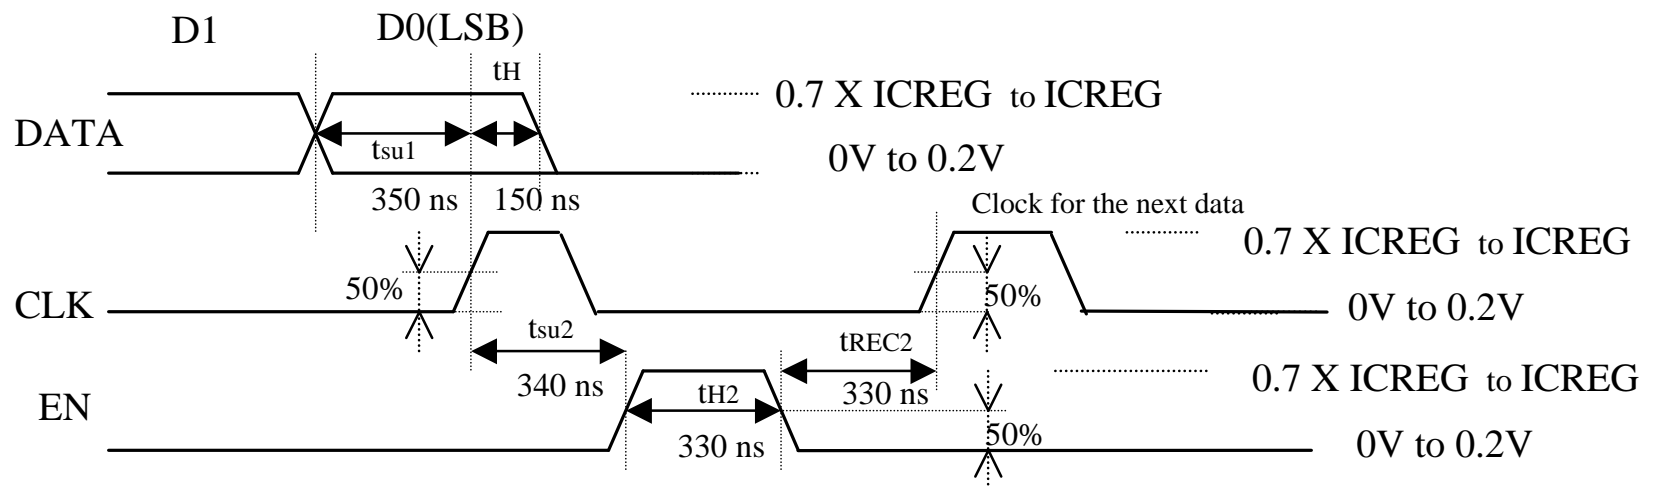 D1 D0(LSB)
tH
0.7 X ICREG to ICREG
DATA
tsu1
0V to 0.2V
350 ns 150 ns
Clock for the next data
0.7 X ICREG to ICREG
50%
50%
CLK
0V to 0.2V
tsu2
tREC2
340 ns
330 ns
0.7 X ICREG to ICREG
EN
tH2
330 ns
50%
0V to 0.2V